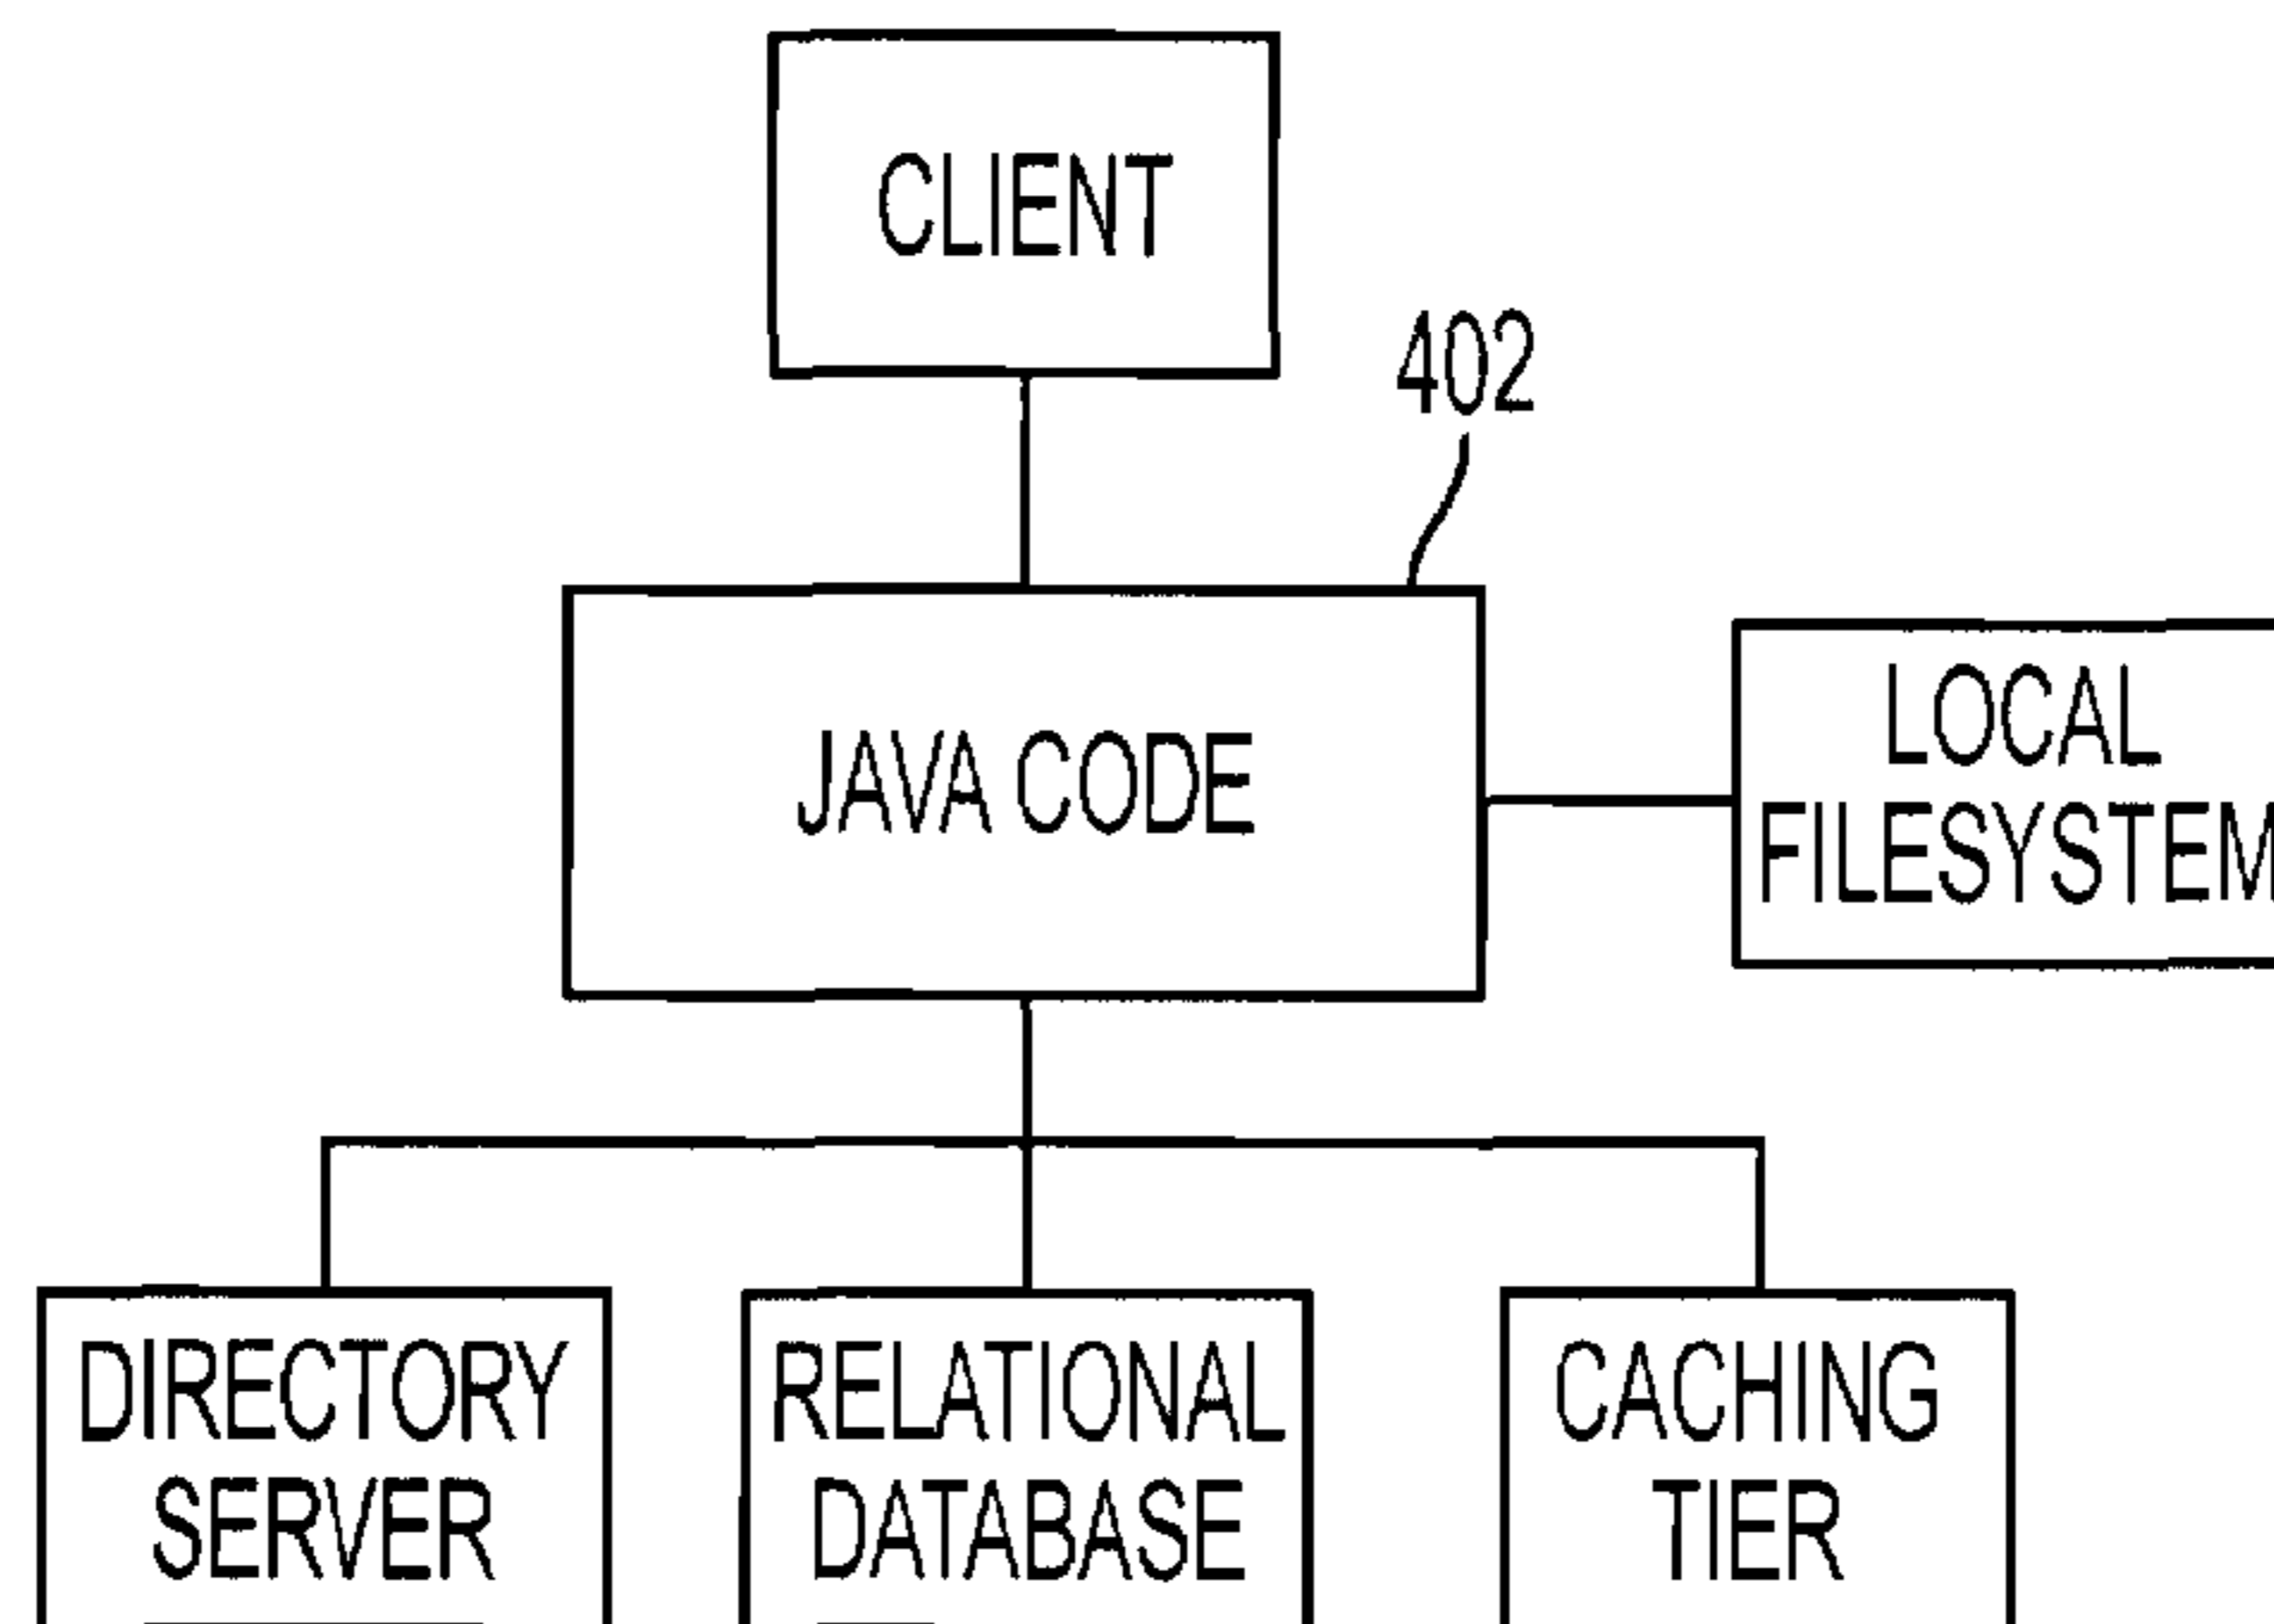 CLIENT
402
JAVA CODE
LOCAL
FILESYSTEM
DIRECTORY
SERVER
RELATIONAL
DATABASE
CACHING
TIER